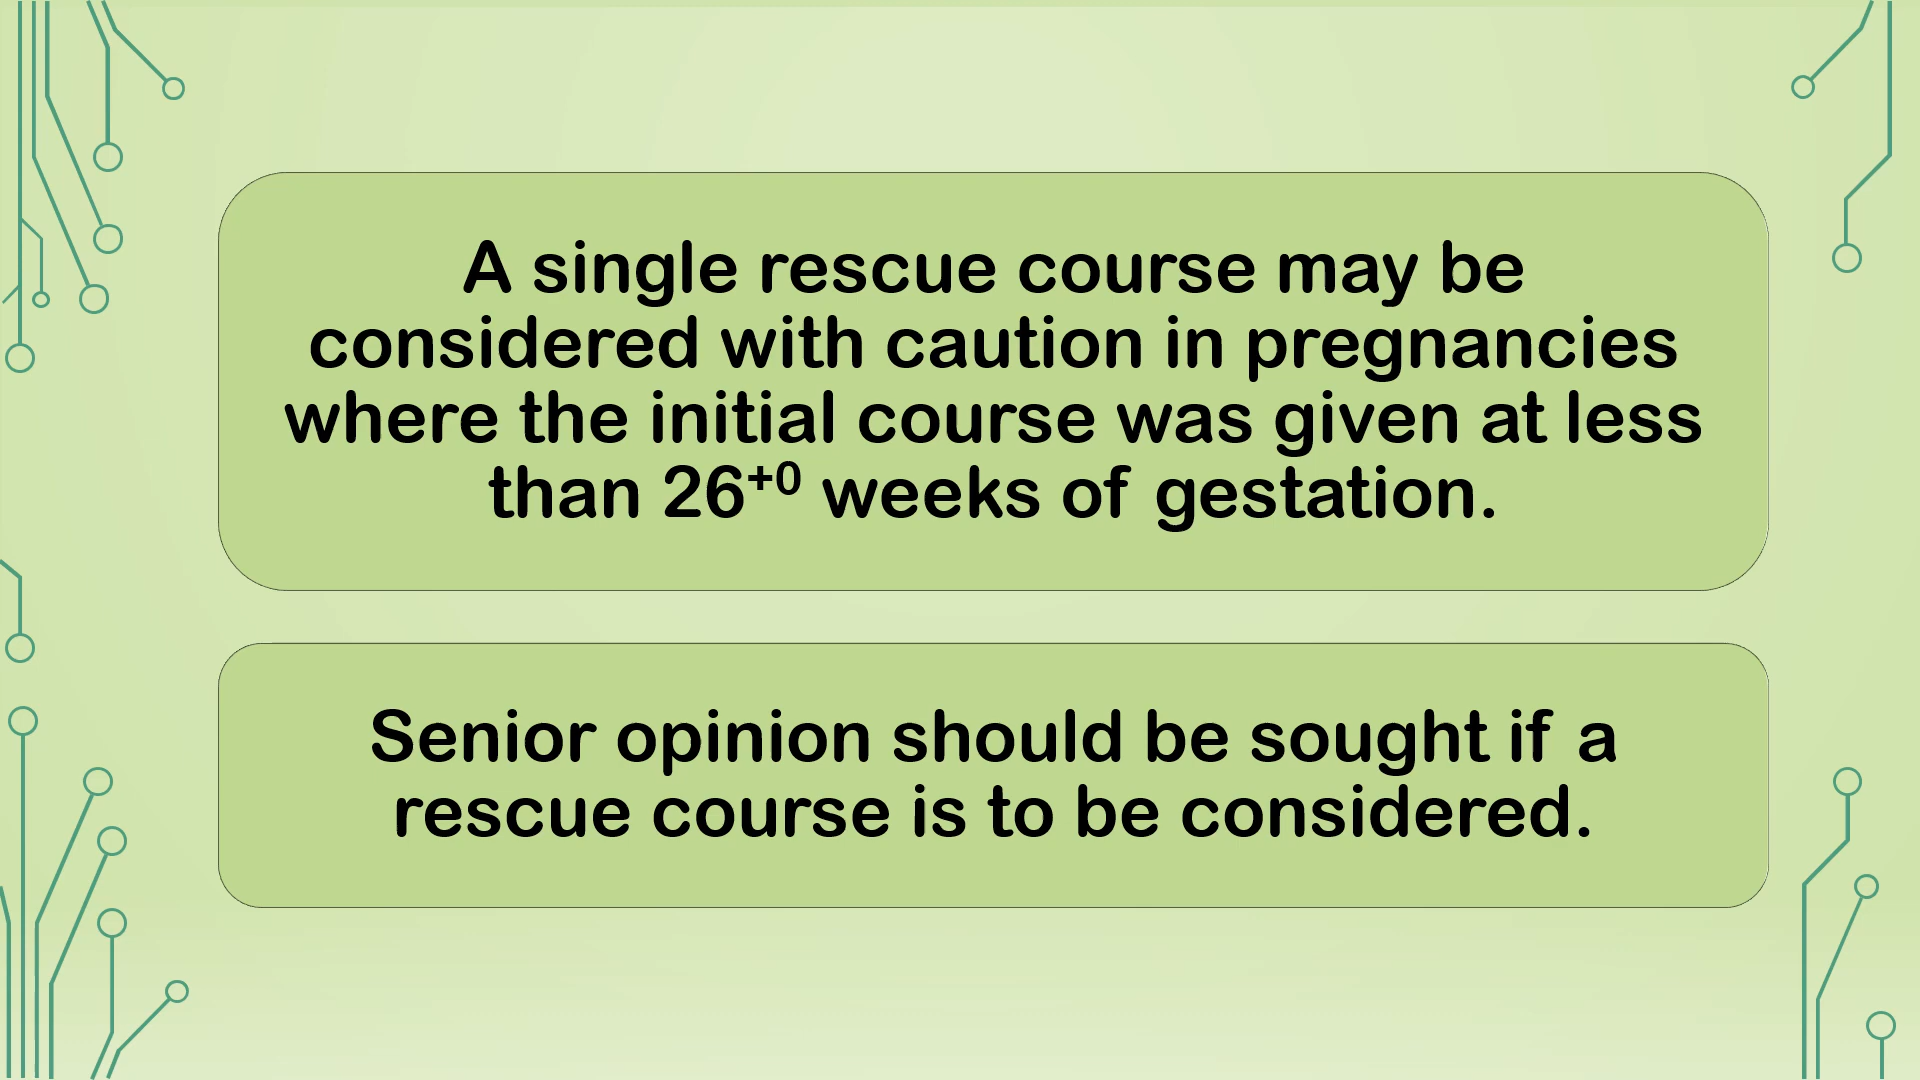 A single rescue course may be
considered with caution in pregnancies
where the initial course was given at less
than 26⁺⁰ weeks of gestation.
Senior opinion should be sought if a
rescue course is to be considered.